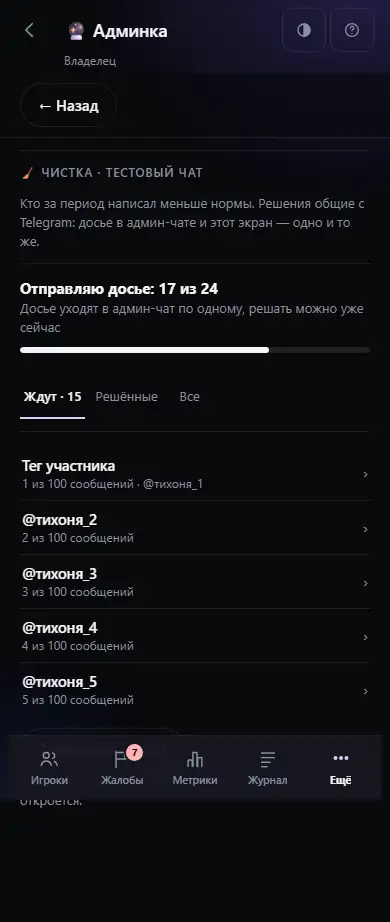 Админка
Владелец
← Назад
ЧИСТКА · ТЕСТОВЫЙ ЧАТ
Кто за период написал меньше нормы. Решения общие с
Telegram: досье в админ-чате и этот экран — одно и то
же.
Отправляю досье: 17 из 24
Досье уходят в админ-чат по одному, решать можно уже
сейчас
Ждут · 15 Решённые Все
Тег участника
1 из 100 сообщений · @тихоня_1
@тихоня_2
2 из 100 сообщений
@тихоня_3
3 из 100 сообщений
@тихоня_4
4 из 100 сообщений
@тихоня_5
5 из 100 сообщений
7
Игроки Жалобы Метрики Журнал Ещё
откроется.